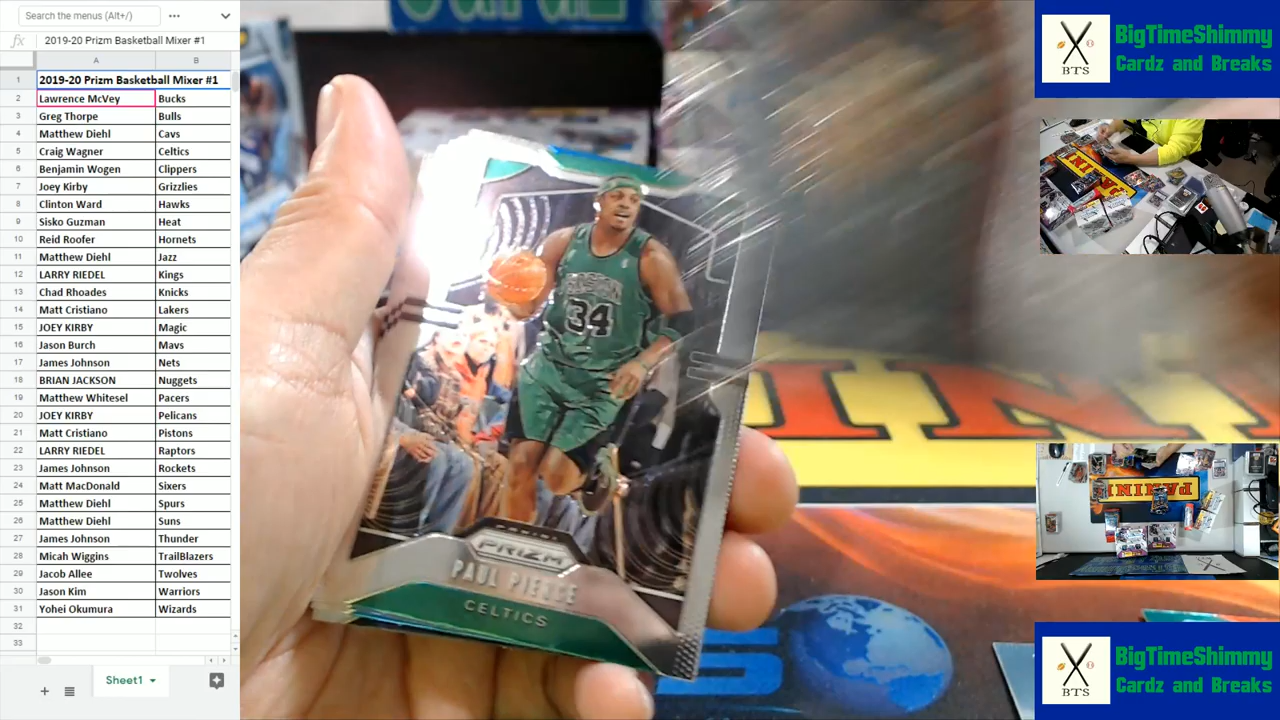 Search the menus (Alt+/)
fx 2019-20 Prizm Basketball Mixer #1
A B
1 2019-20 Prizm Basketball Mixer #1
2 Lawrence McVey Bucks
3 Greg Thorpe Bulls
4 Matthew Diehl Cavs
5 Craig Wagner Celtics
6 Benjamin Wogen Clippers
7 Joey Kirby Grizzlies
8 Clinton Ward Hawks
9 Sisko Guzman Heat
10 Reid Roofer Hornets
11 Matthew Diehl Jazz
12 LARRY RIEDEL Kings
13 Chad Rhoades Knicks
14 Matt Cristiano Lakers
15 JOEY KIRBY Magic
16 Jason Burch Mavs
17 James Johnson Nets
18 BRIAN JACKSON Nuggets
19 Matthew Whitesel Pacers
20 JOEY KIRBY Pelicans
21 Matt Cristiano Pistons
22 LARRY RIEDEL Raptors
23 James Johnson Rockets
24 Matt MacDonald Sixers
25 Matthew Diehl Spurs
26 Matthew Diehl Suns
27 James Johnson Thunder
28 Micah Wiggins TrailBlazers
29 Jacob Allee Twolves
30 Jason Kim Warriors
31 Yohei Okumura Wizards
32
33
Sheet1
BOSTON
34
PANINI
PRIZM
PAUL PIERCE
CELTICS
BTS
BigTimeShimmy
Cardz and Breaks
PANINI
PANINI
BTS
BigTimeShimmy
Cardz and Breaks